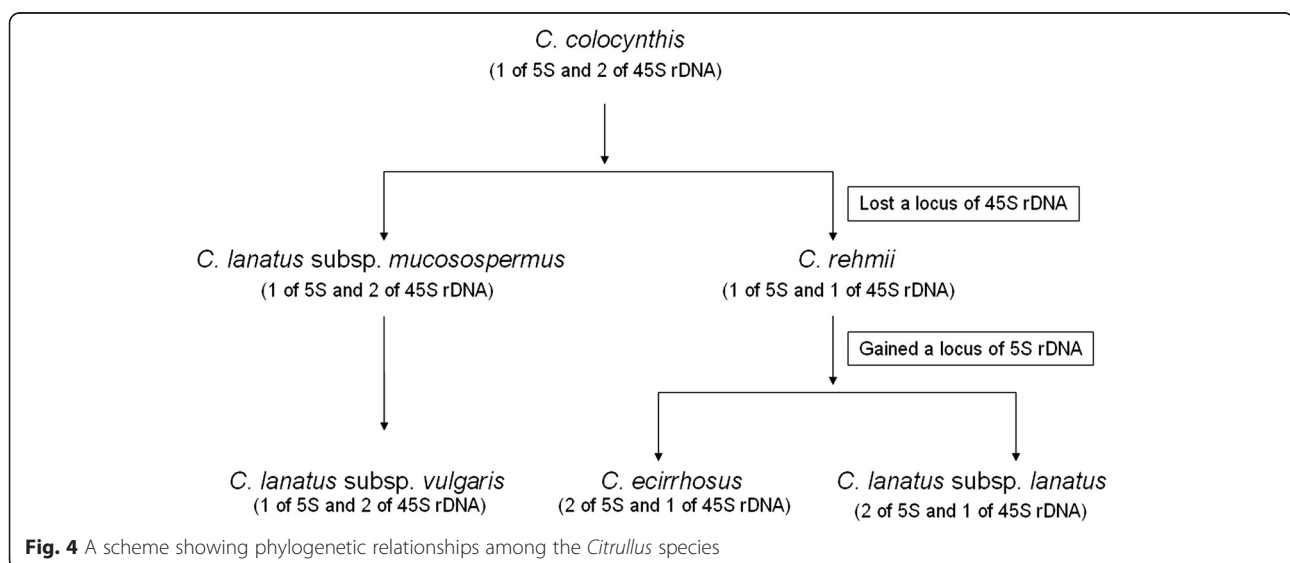 C. colocynthis
(1 of 5S and 2 of 45S rDNA)
Lost a locus of 45S rDNA
C. lanatus subsp. mucosospermus
(1 of 5S and 2 of 45S rDNA)
C. rehmii
(1 of 5S and 1 of 45S rDNA)
Gained a locus of 5S rDNA
C. lanatus subsp. vulgaris
(1 of 5S and 2 of 45S rDNA)
C. ecirrhosus
(2 of 5S and 1 of 45S rDNA)
C. lanatus subsp. lanatus
(2 of 5S and 1 of 45S rDNA)
Fig. 4 A scheme showing phylogenetic relationships among the Citrullus species